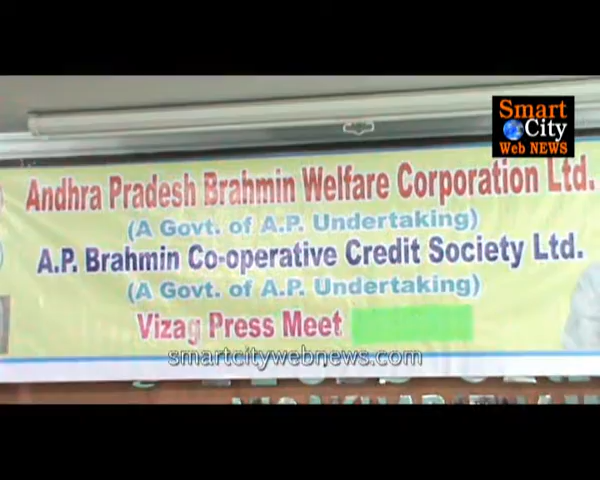 Smart
City
Web NEWS
Andhra Pradesh Brahmin Welfare Corporation Ltd.
(A Govt. of A.P. Undertaking)
A.P. Brahmin Co-operative Credit Society Ltd.
(A Govt. of A.P. Undertaking)
Vizag Press Meet
smartcitywebnews.com